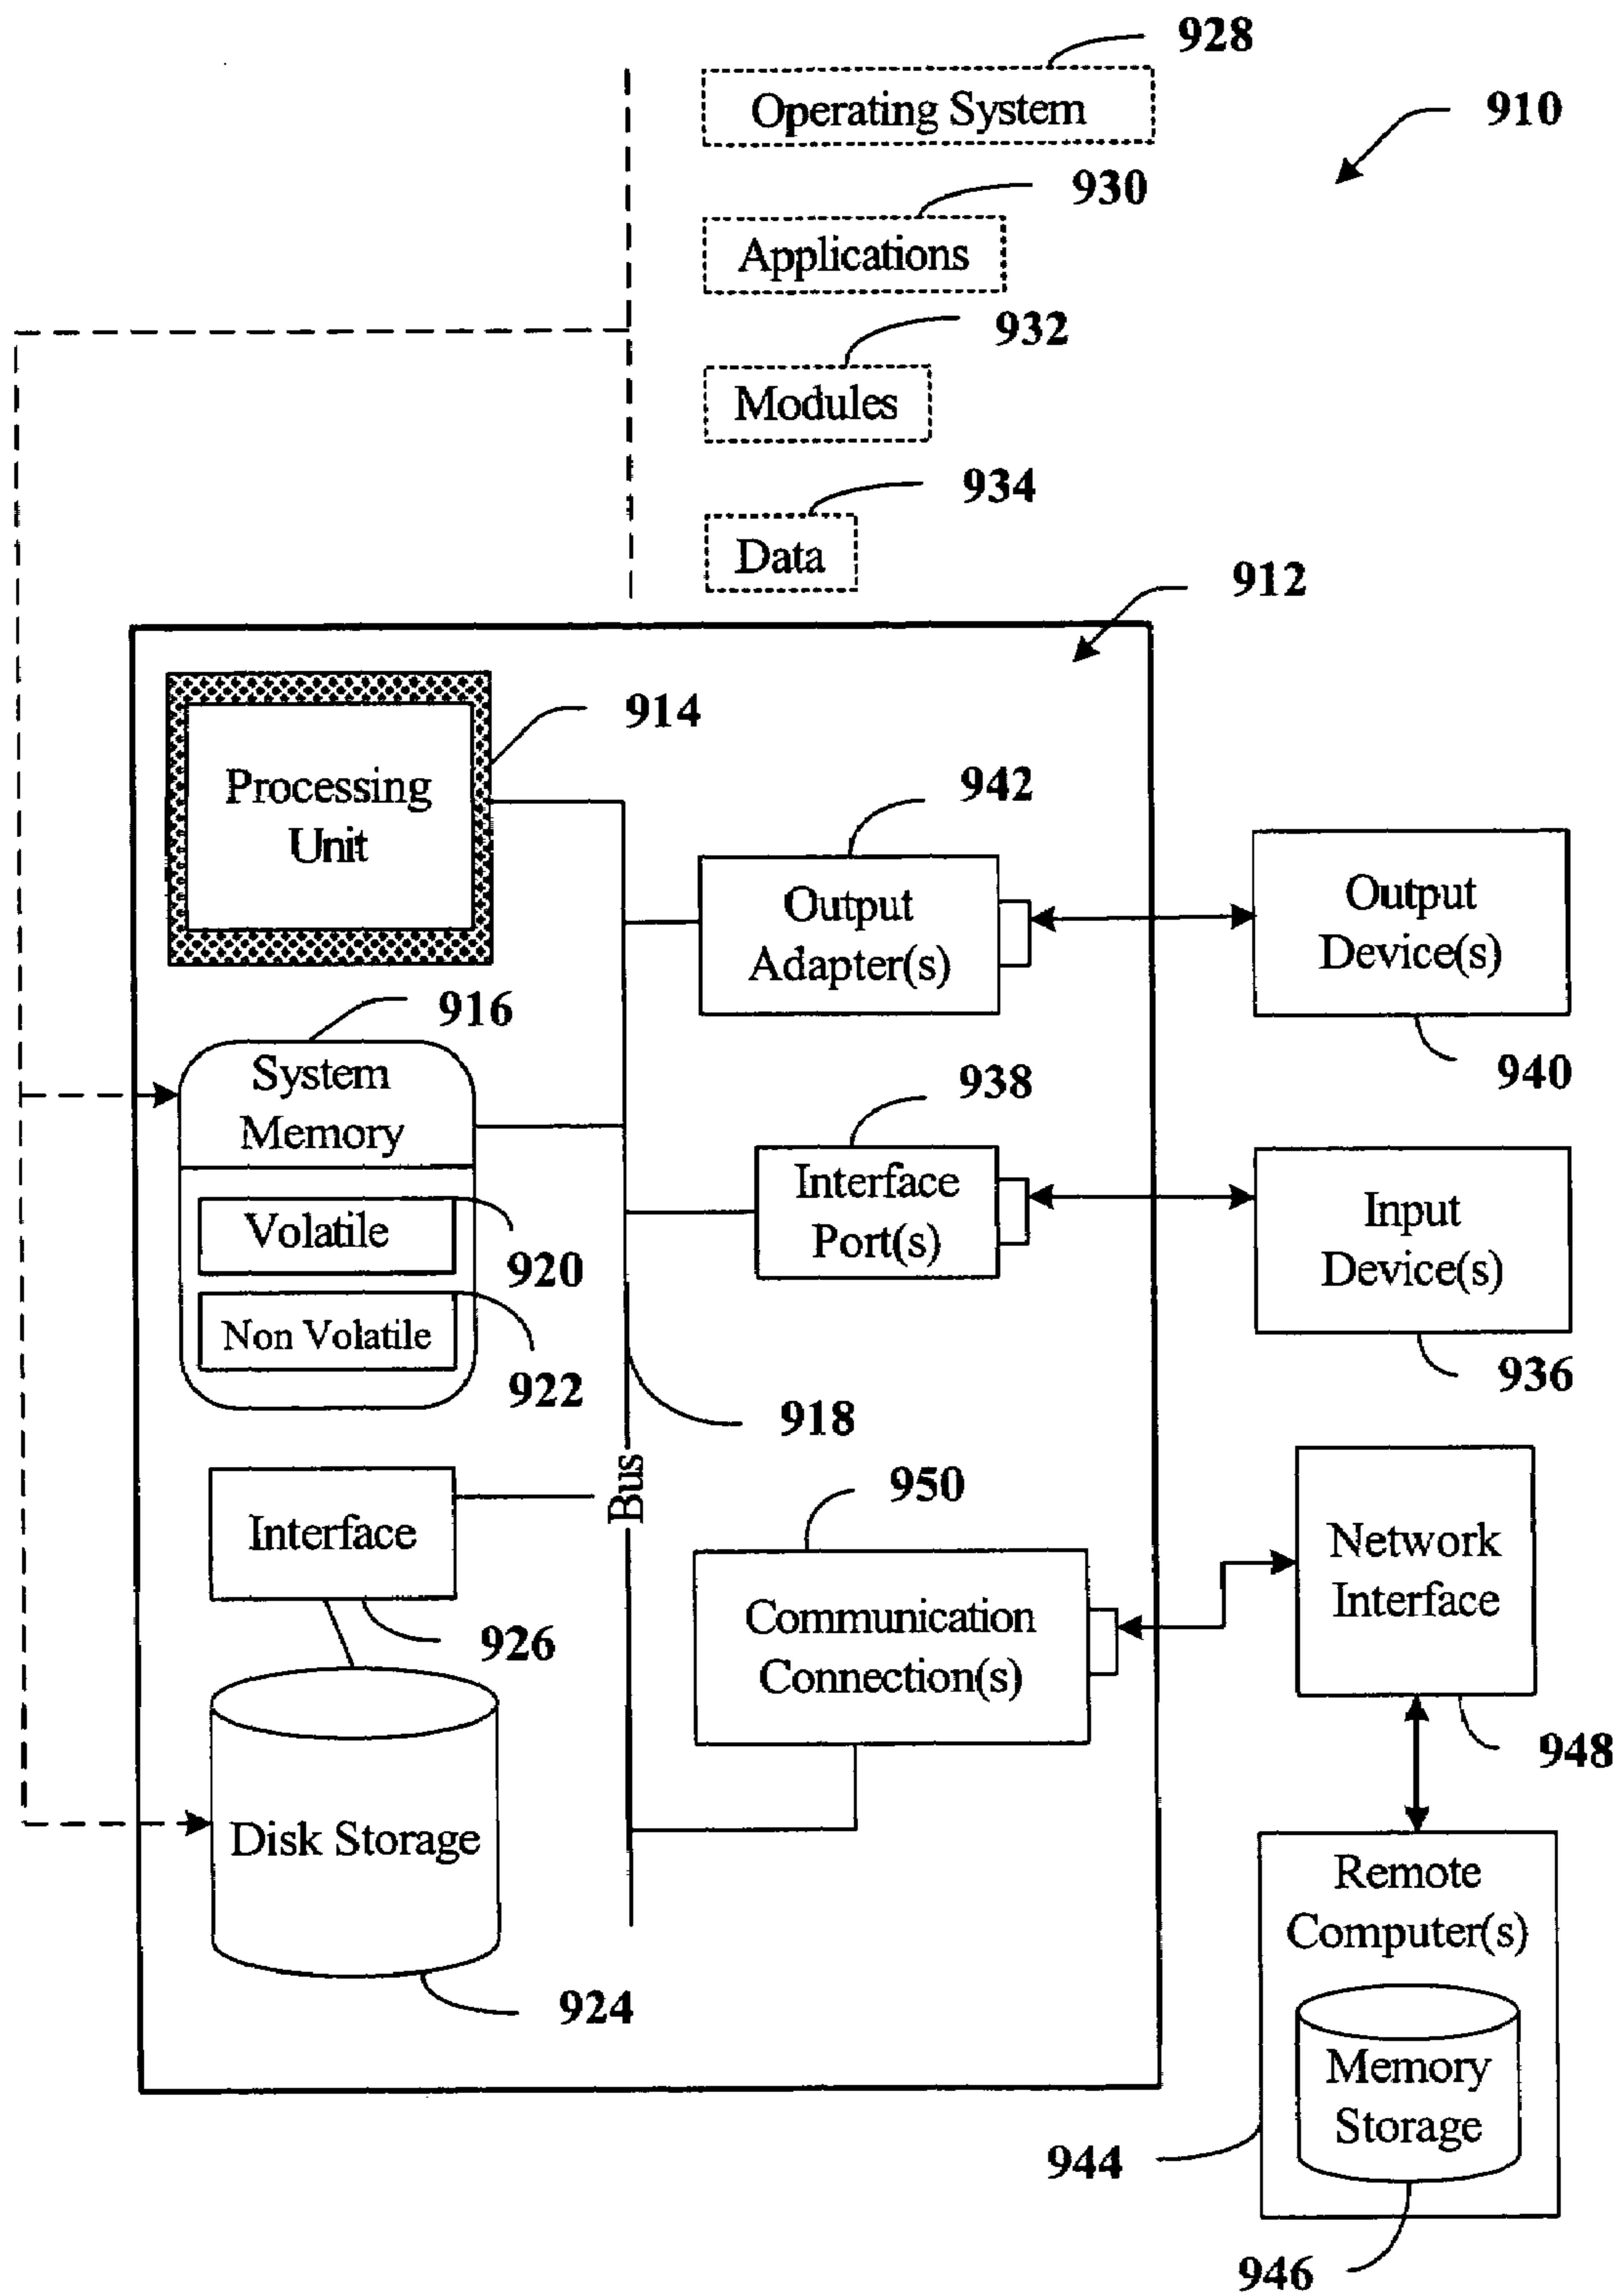 928
Operating System
910
930
Applications
932
Modules
934
Data
912
914
Processing
Unit
942
Output
Adapter(s)
Output
Device(s)
940
916
System
Memory
938
Interface
Port(s)
Input
Device(s)
936
Volatile
920
Non Volatile
922
918
Bus
950
Interface
926
Communication
Connection(s)
Network
Interface
948
Disk Storage
924
Remote
Computer(s)
Memory
Storage
944
946